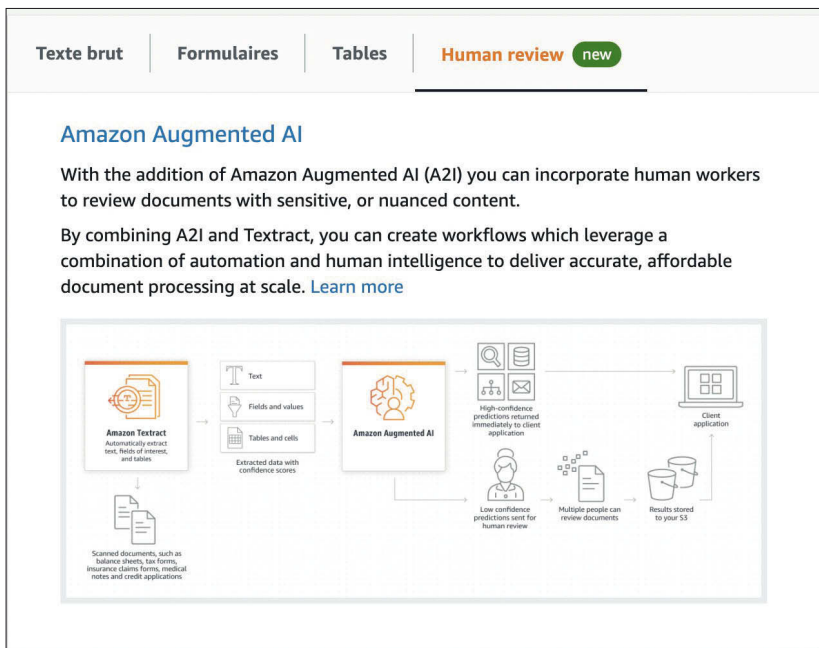 Texte brut
Formulaires
Tables
Human review
new
Amazon Augmented AI
With the addition of Amazon Augmented AI (A2I) you can incorporate human workers
to review documents with sensitive, or nuanced content.
By combining A2I and Textract, you can create workflows which leverage a
combination of automation and human intelligence to deliver accurate, affordable
document processing at scale. Learn more
Amazon Textract
Automatically extract
text, fields of interest,
and tables
Text
Fields and values
Tables and cells
Extracted data with
confidence scores
Amazon Augmented AI
High-confidence
predictions returned
immediately to client
application
Client
application
Low confidence
predictions sent for
human review
Multiple people can
review documents
Results stored
to your S3
Scanned documents, such as
balance sheets, tax forms,
insurance claims forms, medical
notes and credit applications